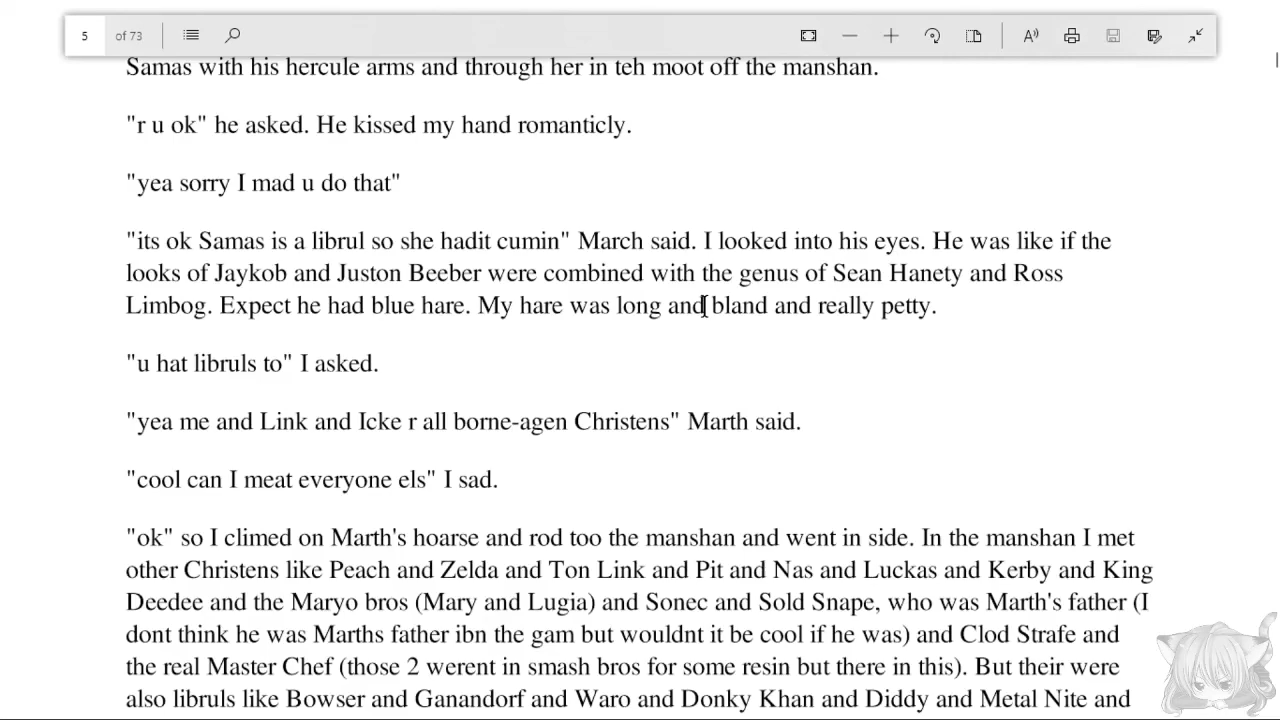 5 of 73
Samas with his hercule arms and through her in teh moot off the manshan.
"r u ok" he asked. He kissed my hand romanticly.
"yea sorry I mad u do that"
"its ok Samas is a librul so she hadit cumin" March said. I looked into his eyes. He was like if the
looks of Jaykob and Juston Beeber were combined with the genus of Sean Hanety and Ross
Limbog. Expect he had blue hare. My hare was long and bland and really petty.
"u hat libruls to" I asked.
"yea me and Link and Icke r all borne-agen Christens" Marth said.
"cool can I meat everyone els" I sad.
"ok" so I climed on Marth's hoarse and rod too the manshan and went in side. In the manshan I met
other Christens like Peach and Zelda and Ton Link and Pit and Nas and Luckas and Kerby and King
Deedee and the Maryo bros (Mary and Lugia) and Sonec and Sold Snape, who was Marth's father (I
dont think he was Marths father ibn the gam but wouldnt it be cool if he was) and Clod Strafe and
the real Master Chef (those 2 werent in smash bros for some resin but there in this). But their were
also libruls like Bowser and Ganandorf and Waro and Donky Khan and Diddy and Metal Nite and